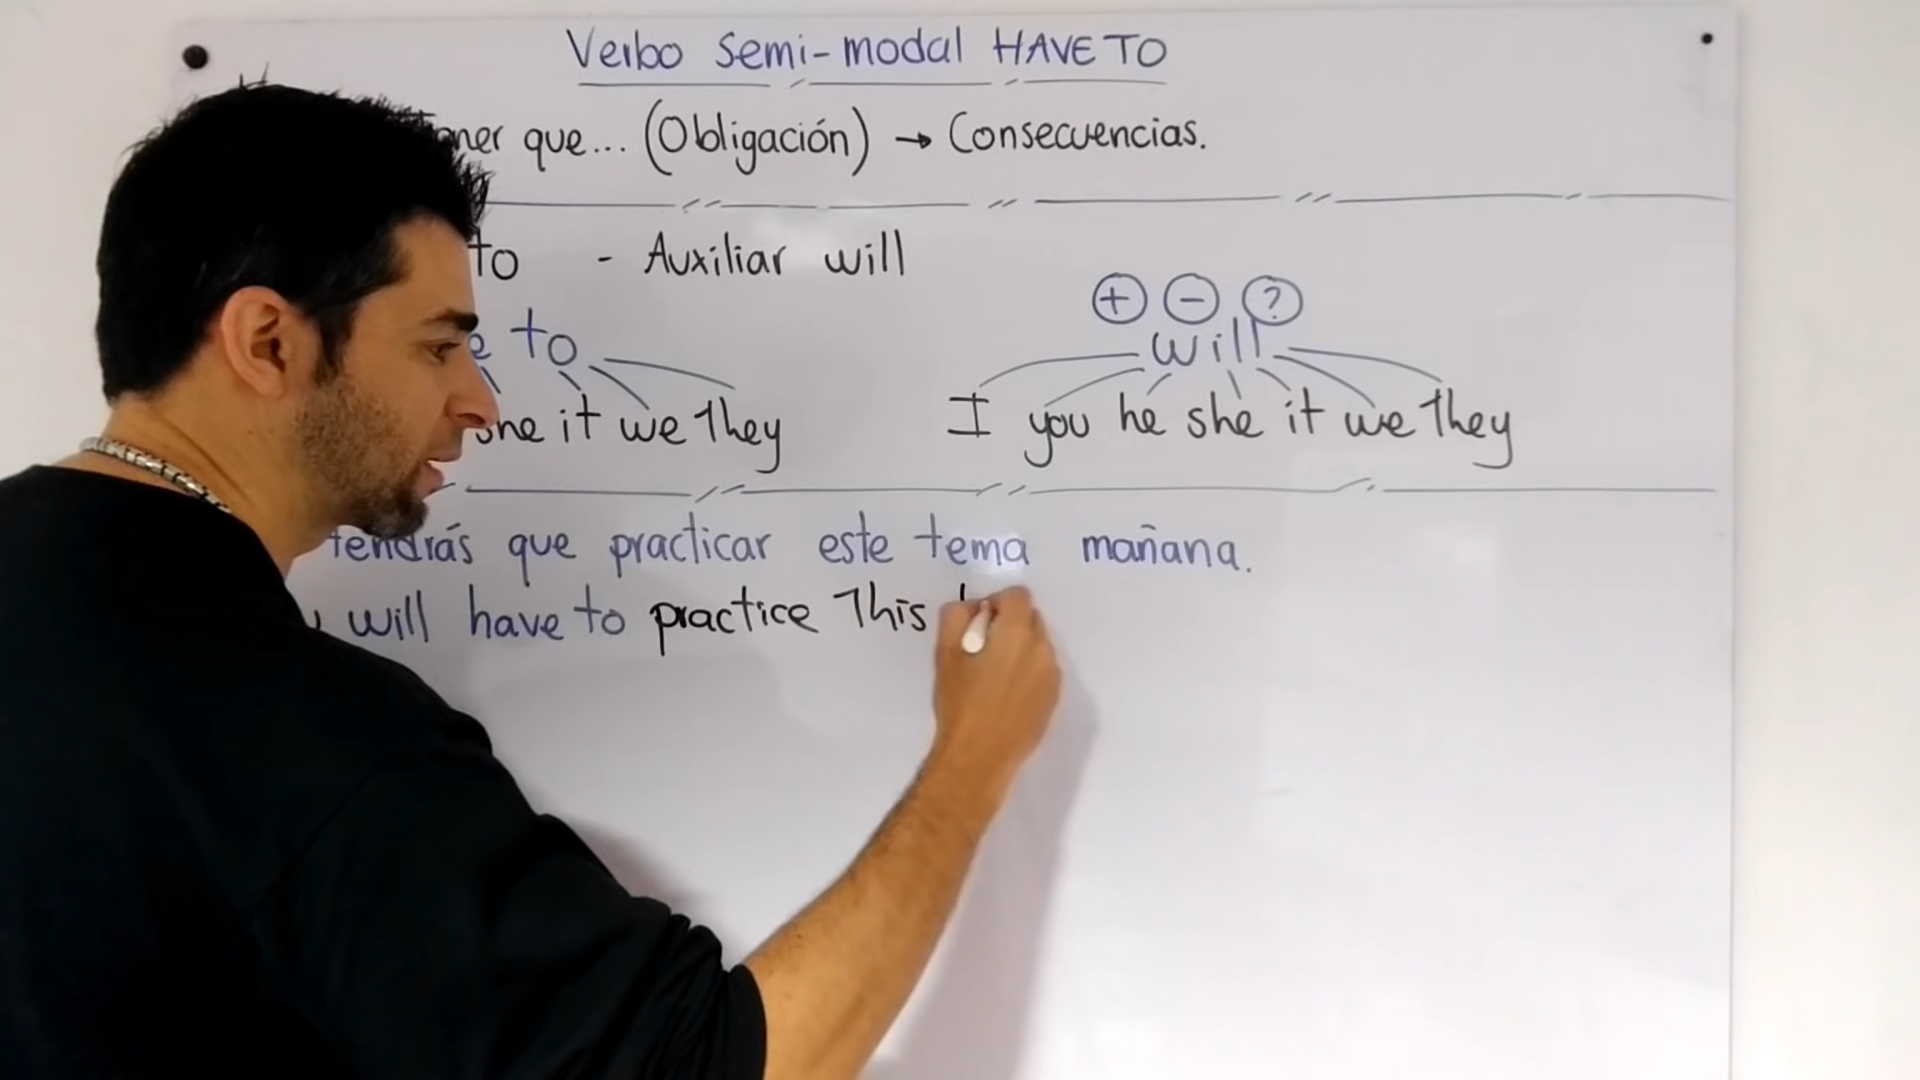 Verbo semi-modal HAVE TO
que... (Obligación) → Consecuencias.
to - Auxiliar will
+ - ?
to will
she it we they I you he she it we they
tendrás que practicar este tema mañana.
will have to practice This